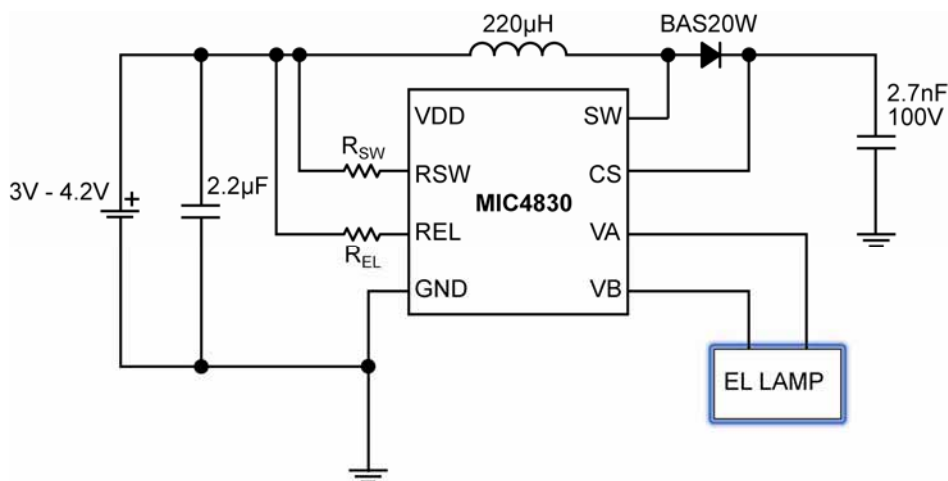 220µH
BAS20W
2.7nF
100V
VDD
SW
RSW
RSW
CS
3V - 4.2V
+
2.2µF
MIC4830
REL
VA
REL
GND
VB
EL LAMP